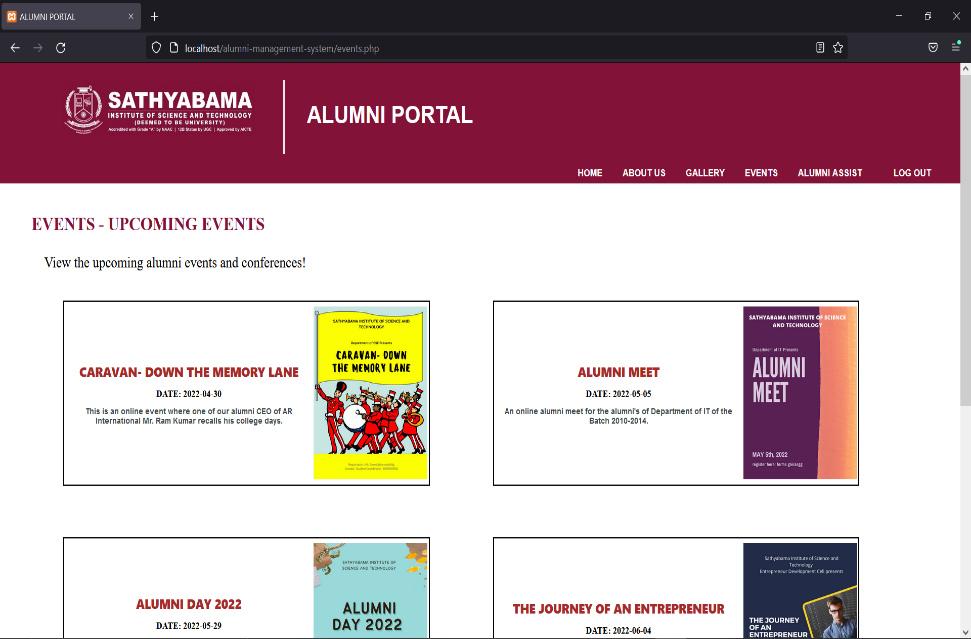 ALUMNI PORTAL
localhost/alumni-management-system/events.php
SATHYABAMA
INSTITUTE OF SCIENCE AND TECHNOLOGY
(DEEMED TO BE UNIVERSITY)
Accredited with Grade "A" by NAAC | 12B Status by UGC | Approved by AICTE
ALUMNI PORTAL
HOME ABOUT US GALLERY EVENTS ALUMNI ASSIST LOG OUT
EVENTS - UPCOMING EVENTS
View the upcoming alumni events and conferences!
CARAVAN- DOWN THE MEMORY LANE
DATE: 2022-04-30
This is an online event where one of our alumni CEO of AR
International Mr. Ram Kumar recalls his college days.
SATHYABAMA INSTITUTE OF SCIENCE AND
TECHNOLOGY
CARAVAN- DOWN
THE MEMORY LANE
ALUMNI MEET
DATE: 2022-05-05
An online alumni meet for the alumni's of Department of IT of the
Batch 2010-2014.
SATHYABAMA INSTITUTE OF SCIENCE
AND TECHNOLOGY
Department of IT Presents
ALUMNI
MEET
MAY 5th, 2022
ALUMNI DAY 2022
DATE: 2022-05-29
SATHYABAMA INSTITUTE OF
SCIENCE AND TECHNOLOGY
ALUMNI
DAY 2022
THE JOURNEY OF AN ENTREPRENEUR
DATE: 2022-06-04
Sathyabama Institute of Science and
Technology
Entrepreneur Development Cell presents
THE JOURNEY
OF AN
ENTREPRENEUR